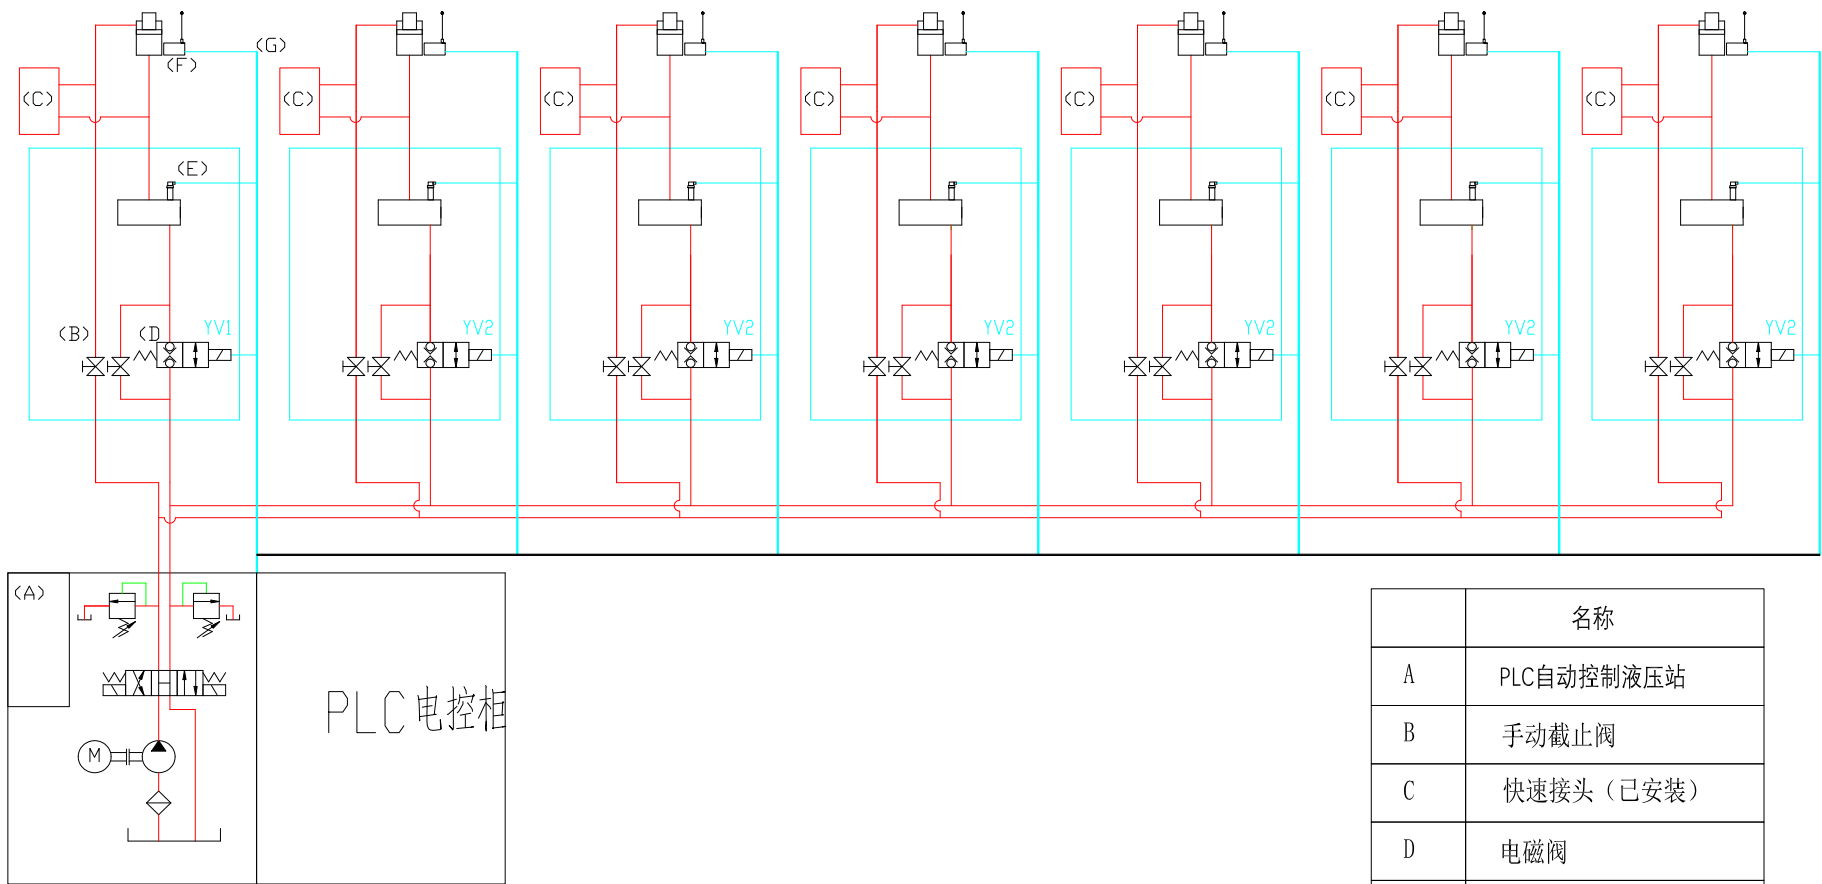 (G)
(F)
(C) (C) (C) (C) (C) (C) (C)
(E)
(B) (D YV1 YV2 YV2 YV2 YV2 YV2 YV2
(A)
PLC电控柜
M
名称
A PLC自动控制液压站
B 手动截止阀
C 快速接头（已安装）
D 电磁阀